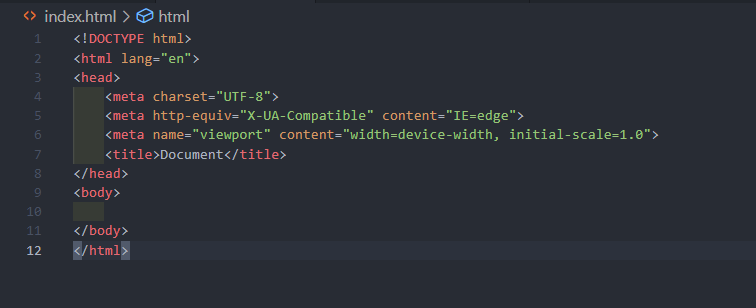 index.html > html
1 <!DOCTYPE html>
2 <html lang="en">
3 <head>
4     <meta charset="UTF-8">
5     <meta http-equiv="X-UA-Compatible" content="IE=edge">
6     <meta name="viewport" content="width=device-width, initial-scale=1.0">
7     <title>Document</title>
8 </head>
9 <body>
10
11 </body>
12 </html>